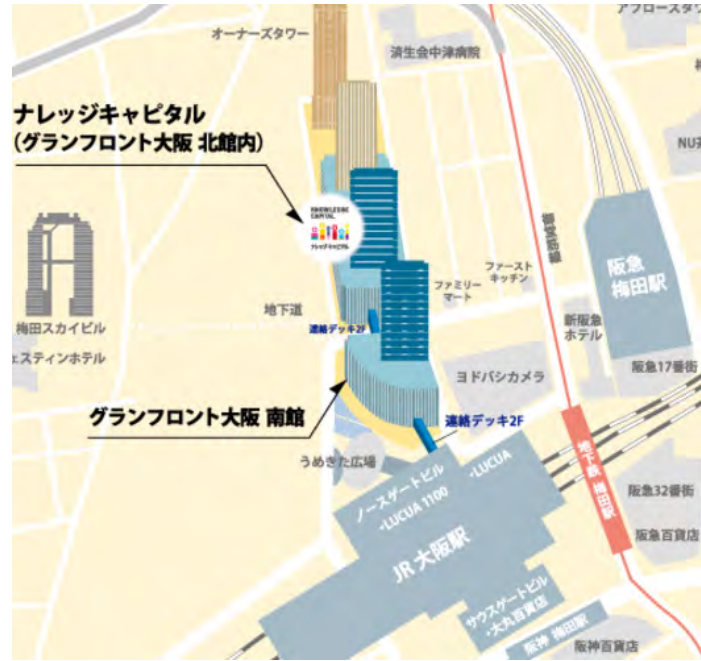 アフロースタワ
オーナーズタワー
済生会中津病院
ナレッジキャピタル
(グランフロント大阪 北館内)
NU茶
KNOWLEDGE
CAPITAL
ナレッジキャピタル
御堂筋線
阪急
梅田駅
ファースト
キッチン
ファミリー
マート
地下道
新阪急
ホテル
連絡デッキ2F
梅田スカイビル
ェスティンホテル
ヨドバシカメラ
阪急17番街
グランフロント大阪 南館
連絡デッキ2F
うめきた広場
ノースゲートビル
・LUCUA 1100
・LUCUA
地下鉄 梅田駅
阪急32番街
阪急百貨店
JR 大阪駅
サウスゲートビル
・大丸百貨店
阪神 梅田駅
阪神百貨店